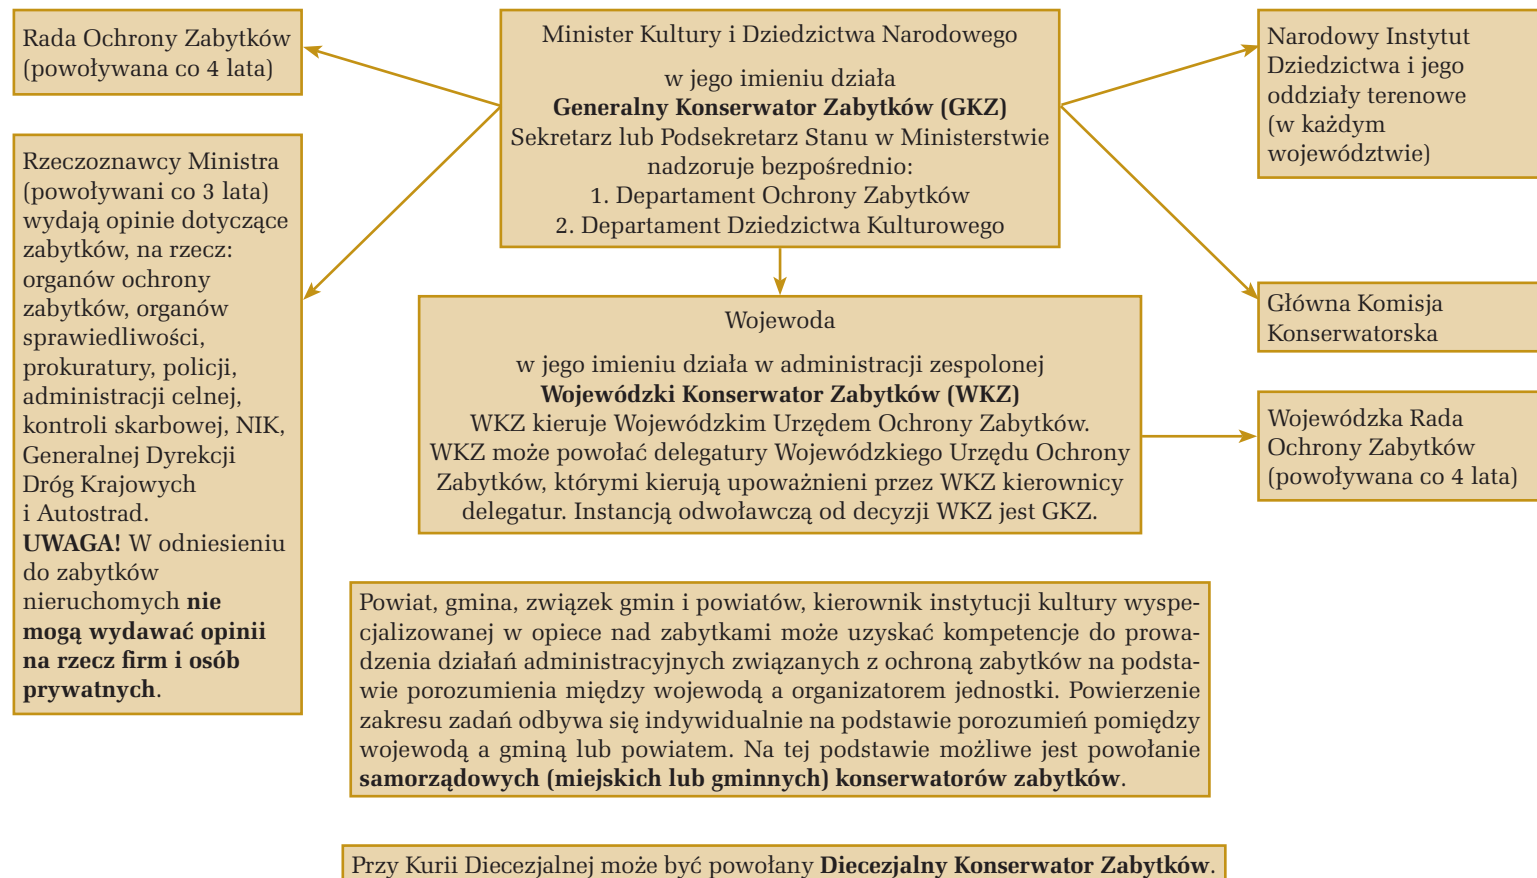 Rada Ochrony Zabytków
(powoływana co 4 lata)
Rzeczoznawcy Ministra
(powoływani co 3 lata)
wydają opinie dotyczące
zabytków, na rzecz:
organów ochrony
zabytków, organów
sprawiedliwości,
prokuratury, policji,
administracji celnej,
kontroli skarbowej, NIK,
Generalnej Dyrekcji
Dróg Krajowych
i Autostrad.
UWAGA! W odniesieniu
do zabytków
nieruchomych nie
mogą wydawać opinii
na rzecz firm i osób
prywatnych.
Minister Kultury i Dziedzictwa Narodowego
w jego imieniu działa
Generalny Konserwator Zabytków (GKZ)
Sekretarz lub Podsekretarz Stanu w Ministerstwie
nadzoruje bezpośrednio:
1. Departament Ochrony Zabytków
2. Departament Dziedzictwa Kulturowego
Narodowy Instytut
Dziedzictwa i jego
oddziały terenowe
(w każdym
województwie)
Główna Komisja
Konserwatorska
Wojewoda
w jego imieniu działa w administracji zespolonej
Wojewódzki Konserwator Zabytków (WKZ)
WKZ kieruje Wojewódzkim Urzędem Ochrony Zabytków.
WKZ może powołać delegatury Wojewódzkiego Urzędu Ochrony
Zabytków, którymi kierują upoważnieni przez WKZ kierownicy
delegatur. Instancją odwoławczą od decyzji WKZ jest GKZ.
Wojewódzka Rada
Ochrony Zabytków
(powoływana co 4 lata)
Powiat, gmina, związek gmin i powiatów, kierownik instytucji kultury wyspe-
cjalizowanej w opiece nad zabytkami może uzyskać kompetencje do prowa-
dzenia działań administracyjnych związanych z ochroną zabytków na podsta-
wie porozumienia między wojewodą a organizatorem jednostki. Powierzenie
zakresu zadań odbywa się indywidualnie na podstawie porozumień pomiędzy
wojewodą a gminą lub powiatem. Na tej podstawie możliwe jest powołanie
samorządowych (miejskich lub gminnych) konserwatorów zabytków.
Przy Kurii Diecezjalnej może być powołany Diecezjalny Konserwator Zabytków.